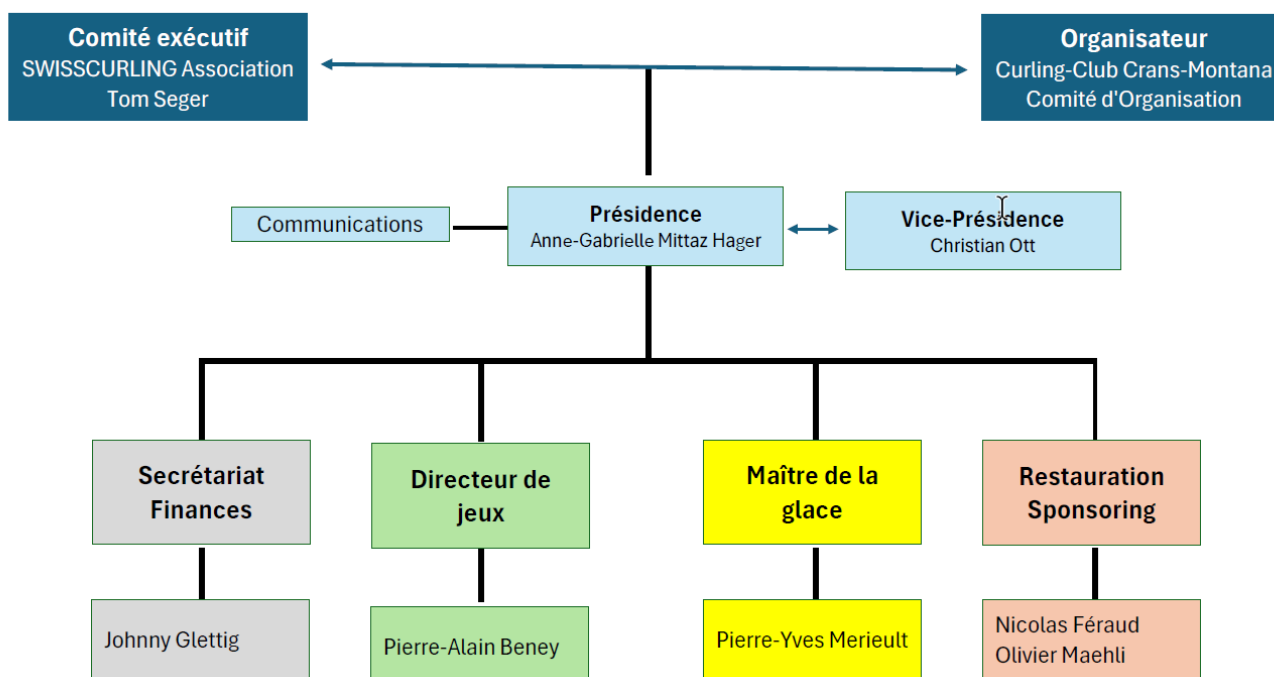 Comité exécutif
SWISSCURLING Association
Tom Seger
Organisateur
Curling-Club Crans-Montana
Comité d'Organisation
Communications
Présidence
Anne-Gabrielle Mittaz Hager
Vice-Présidence
Christian Ott
Secrétariat
Finances
Directeur de
jeux
Maître de la
glace
Restauration
Sponsoring
Johnny Glettig
Pierre-Alain Beney
Pierre-Yves Merieult
Nicolas Féraud
Olivier Maehli